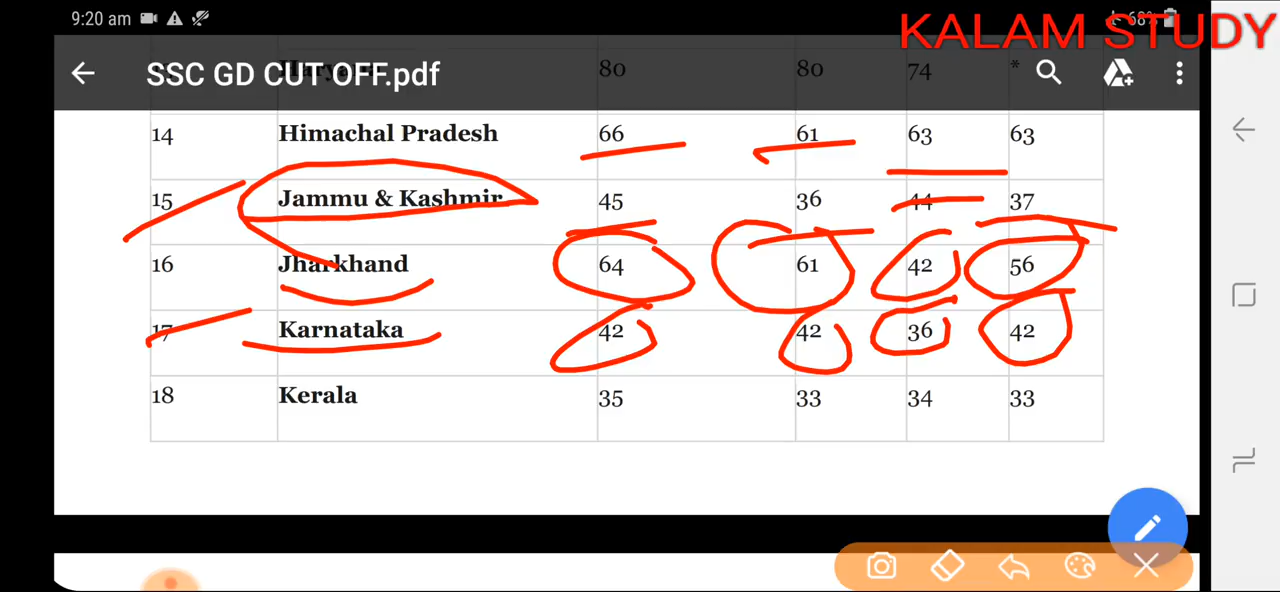 9:20 am 68%
KALAM STUDY
SSC GD CUT OFF.pdf
Haryana 80 80 74 *
14 Himachal Pradesh 66 61 63 63
15 Jammu & Kashmir 45 36 44 37
16 Jharkhand 64 61 42 56
17 Karnataka 42 42 36 42
18 Kerala 35 33 34 33